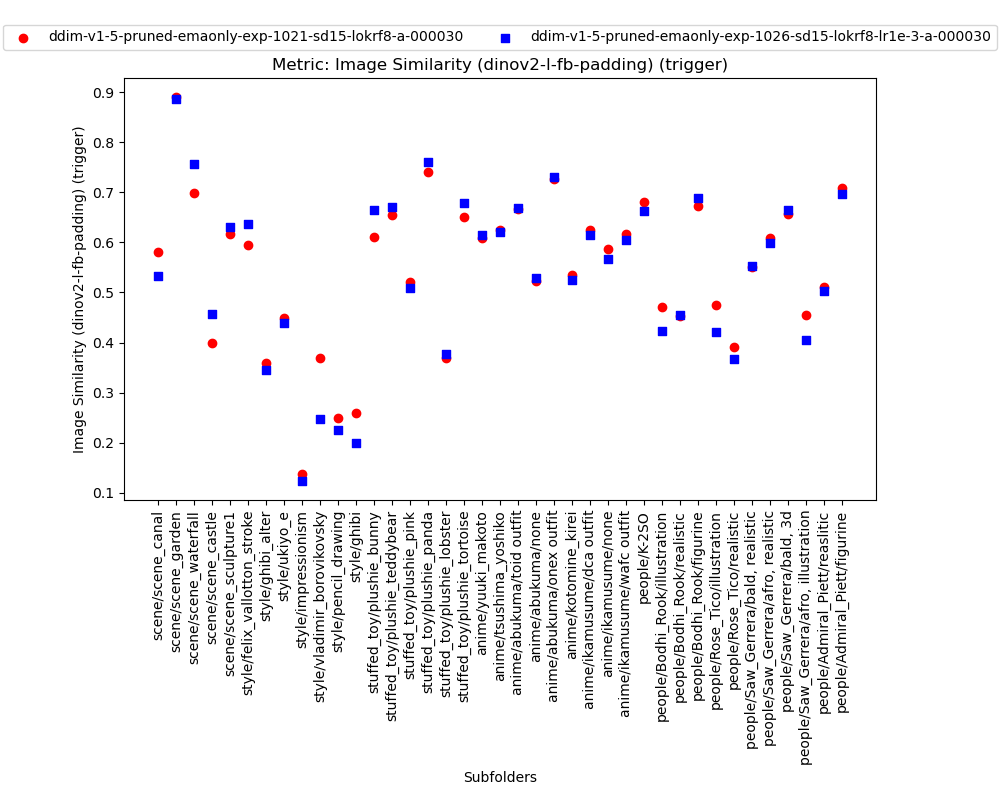 ddim-v1-5-pruned-emaonly-exp-1021-sd15-lokrf8-a-000030
ddim-v1-5-pruned-emaonly-exp-1026-sd15-lokrf8-lr1e-3-a-000030
Metric: Image Similarity (dinov2-l-fb-padding) (trigger)
Image Similarity (dinov2-l-fb-padding) (trigger)
0.9
0.8
0.7
0.6
0.5
0.4
0.3
0.2
0.1
scene/scene_canal
scene/scene_garden
scene/scene_waterfall
scene/scene_castle
scene/scene_sculpture1
style/felix_vallotton_stroke
style/ghibi_alter
style/ukiyo_e
style/impressionism
style/vladimir_borovikovsky
style/pencil_drawing
style/ghibi
stuffed_toy/plushie_bunny
stuffed_toy/plushie_teddybear
stuffed_toy/plushie_pink
stuffed_toy/plushie_panda
stuffed_toy/plushie_lobster
stuffed_toy/plushie_tortoise
anime/yuuki_makoto
anime/tsushima_yoshiko
anime/abukuma/toid outfit
anime/abukuma/none
anime/abukuma/onex outfit
anime/kotomine_kirei
anime/ikamusume/dca outfit
anime/ikamusume/none
anime/ikamusume/wafc outfit
people/K-2SO
people/Bodhi_Rook/illustration
people/Bodhi_Rook/realistic
people/Bodhi_Rook/figurine
people/Rose_Tico/illustration
people/Rose_Tico/realistic
people/Saw_Gerrera/bald, realistic
people/Saw_Gerrera/afro, realistic
people/Saw_Gerrera/bald, 3d
people/Saw_Gerrera/afro, illustration
people/Admiral_Piett/reaslitic
people/Admiral_Piett/figurine
Subfolders